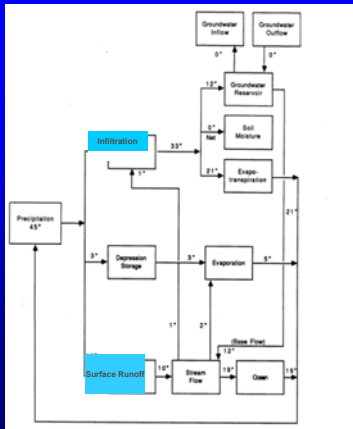 Groundwater
Inflow
Groundwater
Outflow
0"
0"
12"
Groundwater
Reservoir
Infiltration
33"
0"
Net
Soil
Moisture
1"
21"
Evapo-
transpiration
21"
Precipitation
45"
3"
Depression
Storage
3"
Evaporation
5"
1"
2"
(Base Flow)
12"
Surface Runoff
10"
Stream
Flow
19"
Ocean
19"